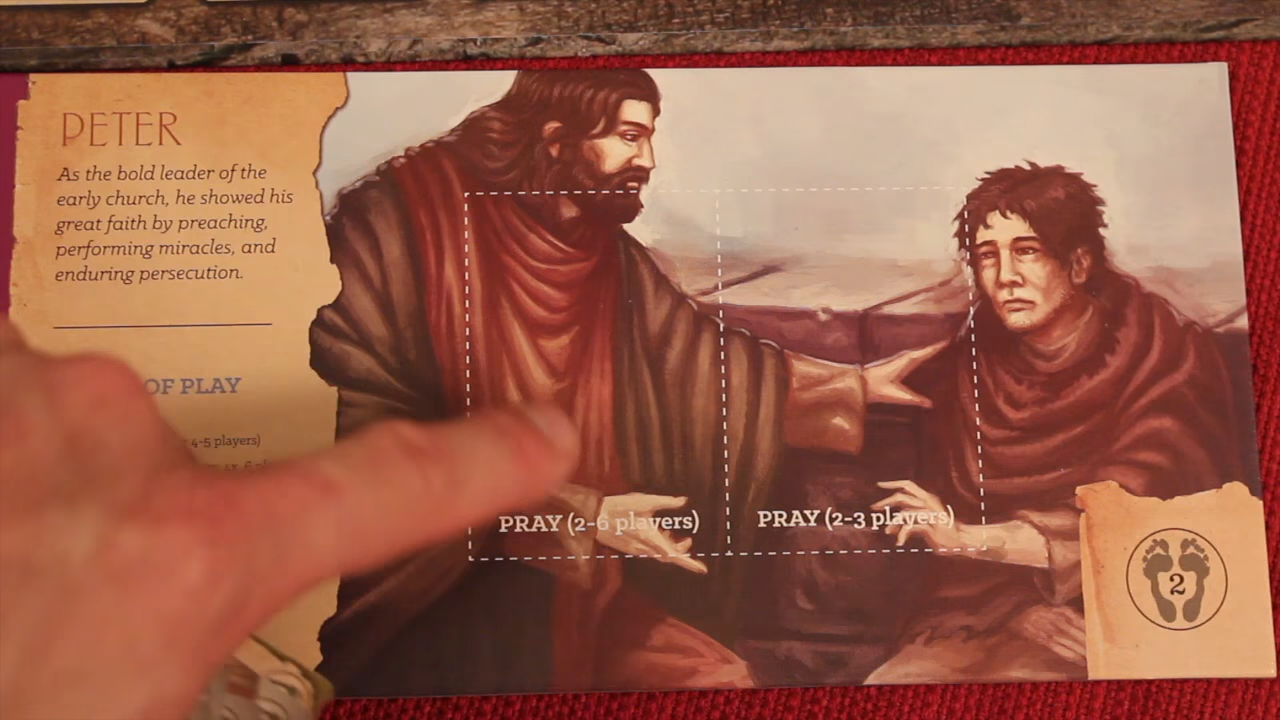 PETER
As the bold leader of the
early church, he showed his
great faith by preaching,
performing miracles, and
enduring persecution.
OF PLAY
4-5 players)
PRAY (2-6 players)
PRAY (2-3 players)
2